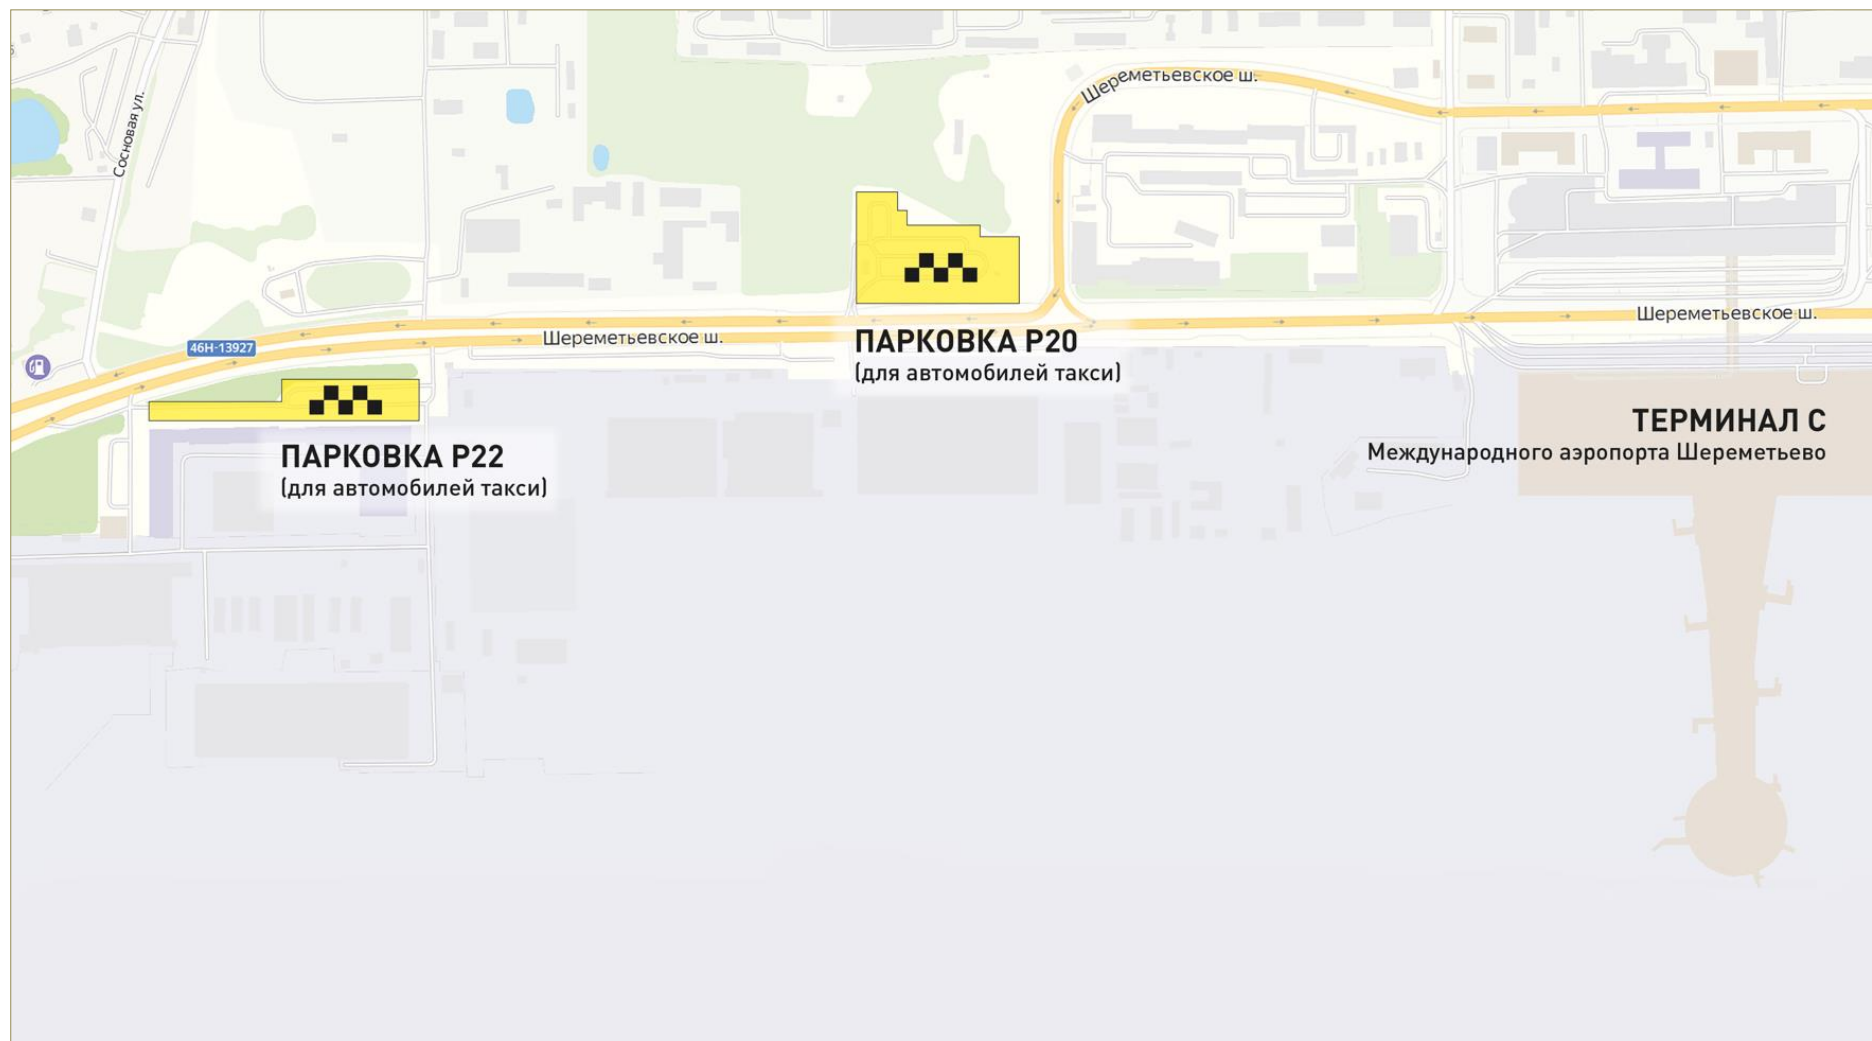 Сосновая ул.
Шереметьевское ш.
46Н-13927
Шереметьевское ш.
Шереметьевское ш.
ПАРКОВКА Р20
(для автомобилей такси)
ПАРКОВКА Р22
(для автомобилей такси)
ТЕРМИНАЛ С
Международного аэропорта Шереметьево